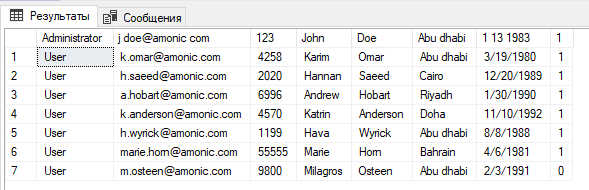 Результаты Сообщения
Administrator j doe@amonic.com 123 John Doe Abu dhabi 1 13 1983 1
1 User k.omar@amonic.com 4258 Karim Omar Abu dhabi 3/19/1980 1
2 User h.saeed@amonic.com 2020 Hannan Saeed Cairo 12/20/1989 1
3 User a.hobart@amonic.com 6996 Andrew Hobart Riyadh 1/30/1990 1
4 User k.anderson@amonic.com 4570 Katrin Anderson Doha 11/10/1992 1
5 User h.wyrick@amonic.com 1199 Hava Wyrick Abu dhabi 8/8/1988 1
6 User marie.horn@amonic.com 55555 Marie Horn Bahrain 4/6/1981 1
7 User m.osteen@amonic.com 9800 Milagros Osteen Abu dhabi 2/3/1991 0